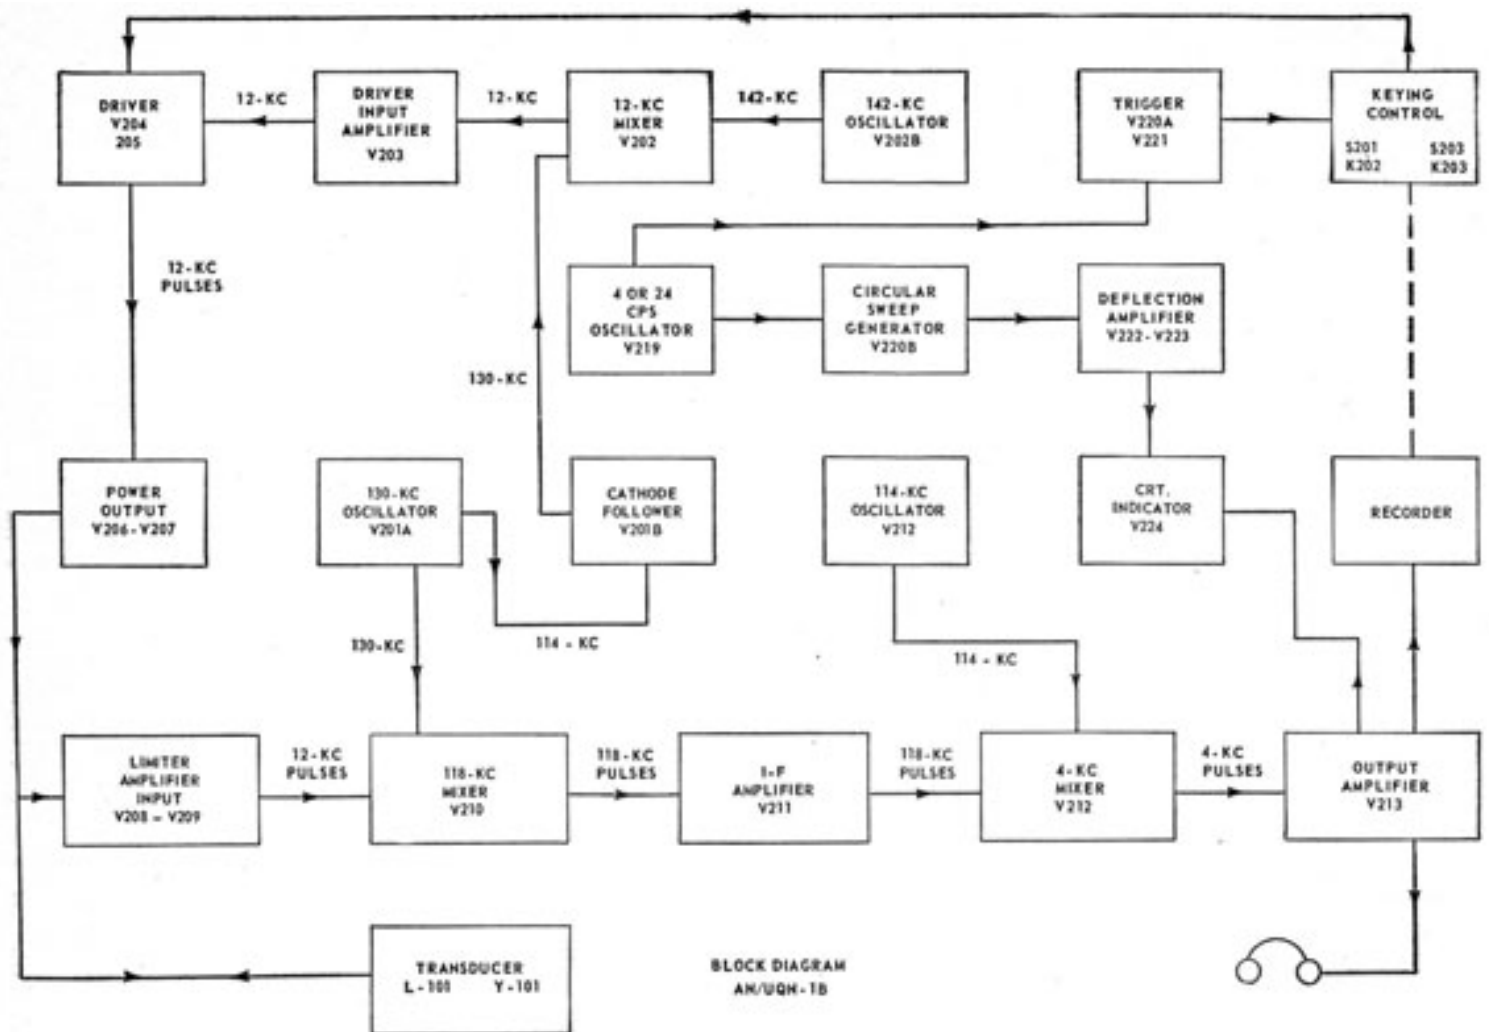 DRIVER
V204
205
12-KC
DRIVER
INPUT
AMPLIFIER
V203
12-KC
12-KC
MIXER
V202
142-KC
142-KC
OSCILLATOR
V202B
TRIGGER
V220A
V221
KEYING
CONTROL
S201 S203
K202 K203
12-KC
PULSES
4 OR 24
CPS
OSCILLATOR
V219
CIRCULAR
SWEEP
GENERATOR
V220B
DEFLECTION
AMPLIFIER
V222-V223
130-KC
POWER
OUTPUT
V206-V207
130-KC
OSCILLATOR
V201A
CATHODE
FOLLOWER
V201B
114-KC
OSCILLATOR
V212
CRT.
INDICATOR
V224
RECORDER
130-KC
114-KC
114-KC
LIMITER
AMPLIFIER
INPUT
V208-V209
12-KC
PULSES
118-KC
MIXER
V210
118-KC
PULSES
I-F
AMPLIFIER
V211
118-KC
PULSES
4-KC
MIXER
V212
4-KC
PULSES
OUTPUT
AMPLIFIER
V213
TRANSDUCER
L-101 Y-101
BLOCK DIAGRAM
AN/UQN-1B